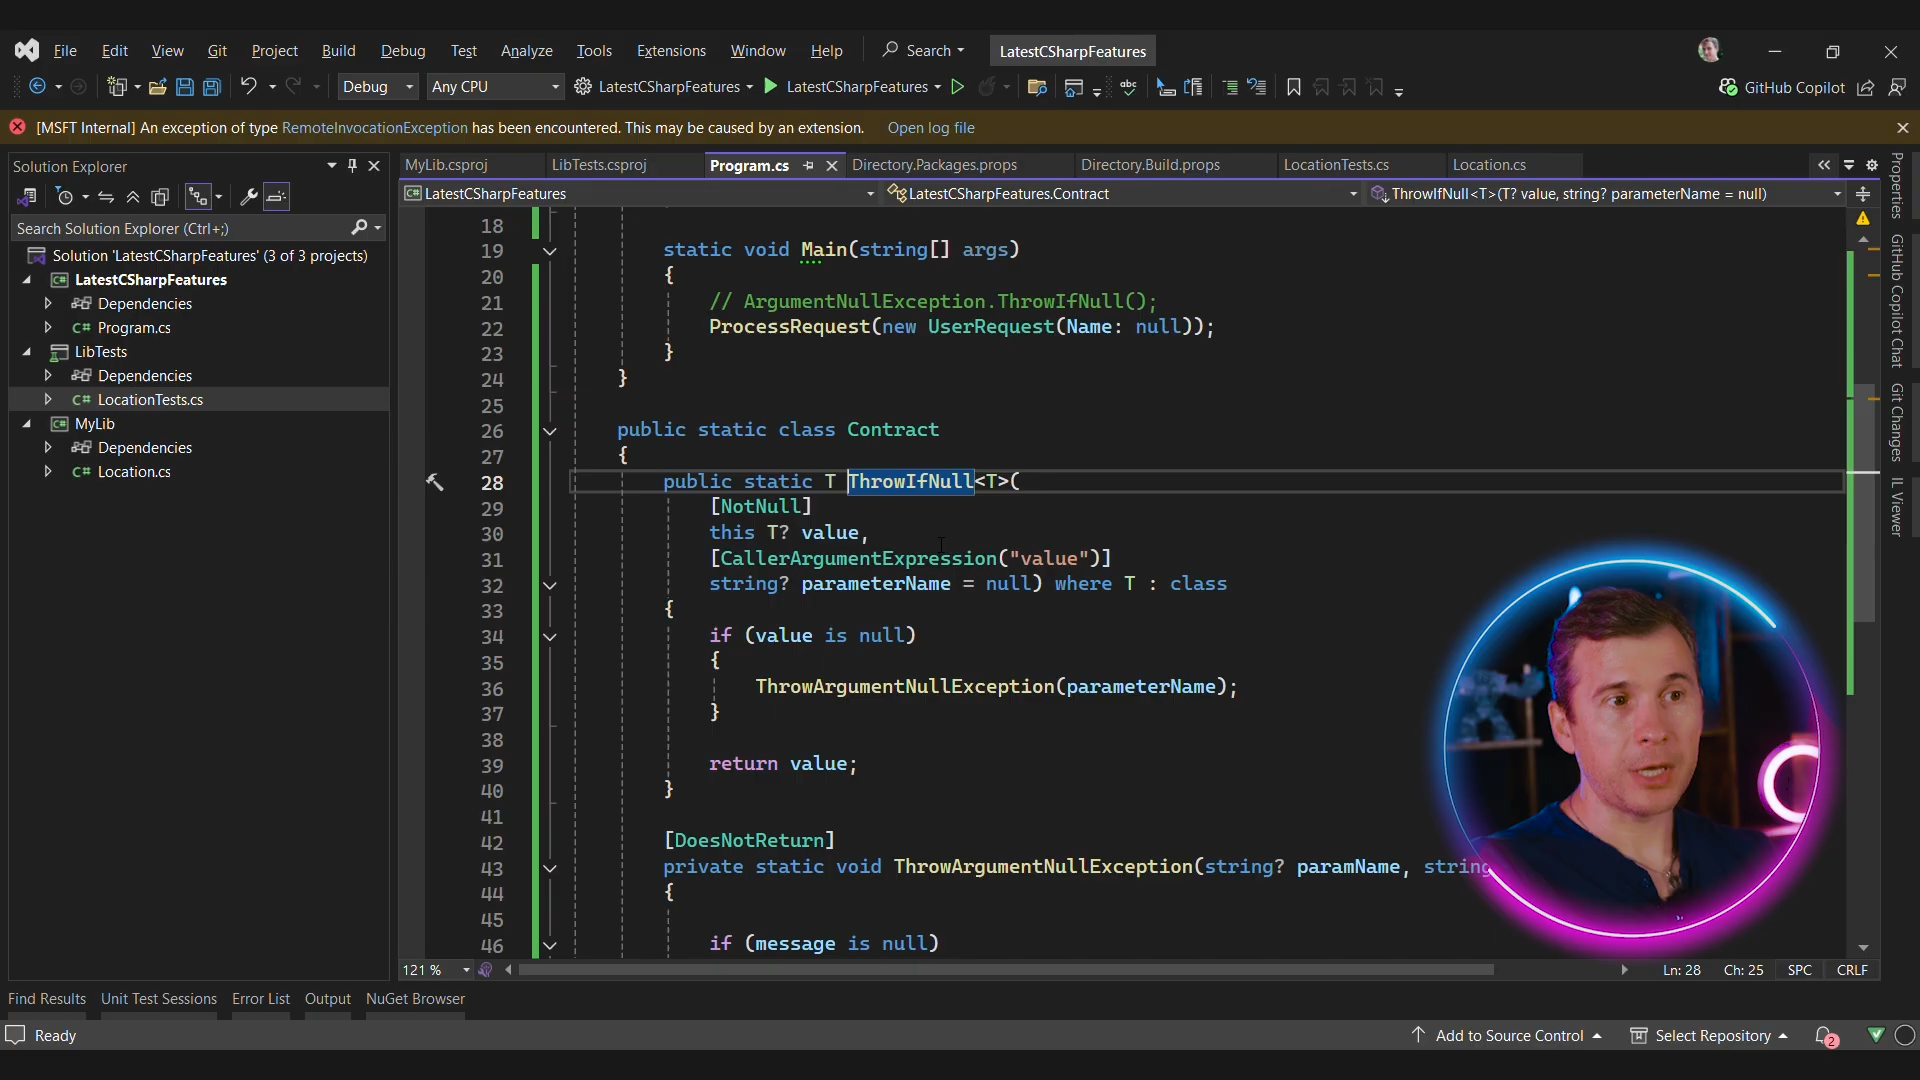 File Edit View Git Project Build Debug Test Analyze Tools Extensions Window Help Search LatestCSharpFeatures
Debug Any CPU LatestCSharpFeatures LatestCSharpFeatures GitHub Copilot
[MSFT Internal] An exception of type RemoteInvocationException has been encountered. This may be caused by an extension. Open log file
Solution Explorer
Search Solution Explorer (Ctrl+;)
Solution 'LatestCSharpFeatures' (3 of 3 projects)
LatestCSharpFeatures
Dependencies
C# Program.cs
LibTests
Dependencies
C# LocationTests.cs
MyLib
Dependencies
C# Location.cs
MyLib.csproj LibTests.csproj Program.cs Directory.Packages.props Directory.Build.props LocationTests.cs Location.cs
C# LatestCSharpFeatures LatestCSharpFeatures.Contract ThrowIfNull<T>(T? value, string? parameterName = null)
18
19 static void Main(string[] args)
20 {
21 // ArgumentNullException.ThrowIfNull();
22 ProcessRequest(new UserRequest(Name: null));
23 }
24 }
25
26 public static class Contract
27 {
28 public static T ThrowIfNull<T>(
29 [NotNull]
30 this T? value,
31 [CallerArgumentExpression("value")]
32 string? parameterName = null) where T : class
33 {
34 if (value is null)
35 {
36 ThrowArgumentNullException(parameterName);
37 }
38
39 return value;
40 }
41
42 [DoesNotReturn]
43 private static void ThrowArgumentNullException(string? paramName, string
44 {
45
46 if (message is null)
Properties
GitHub Copilot Chat
Git Changes
IL Viewer
121 % Ln: 28 Ch: 25 SPC CRLF
Find Results Unit Test Sessions Error List Output NuGet Browser
Ready Add to Source Control Select Repository 2